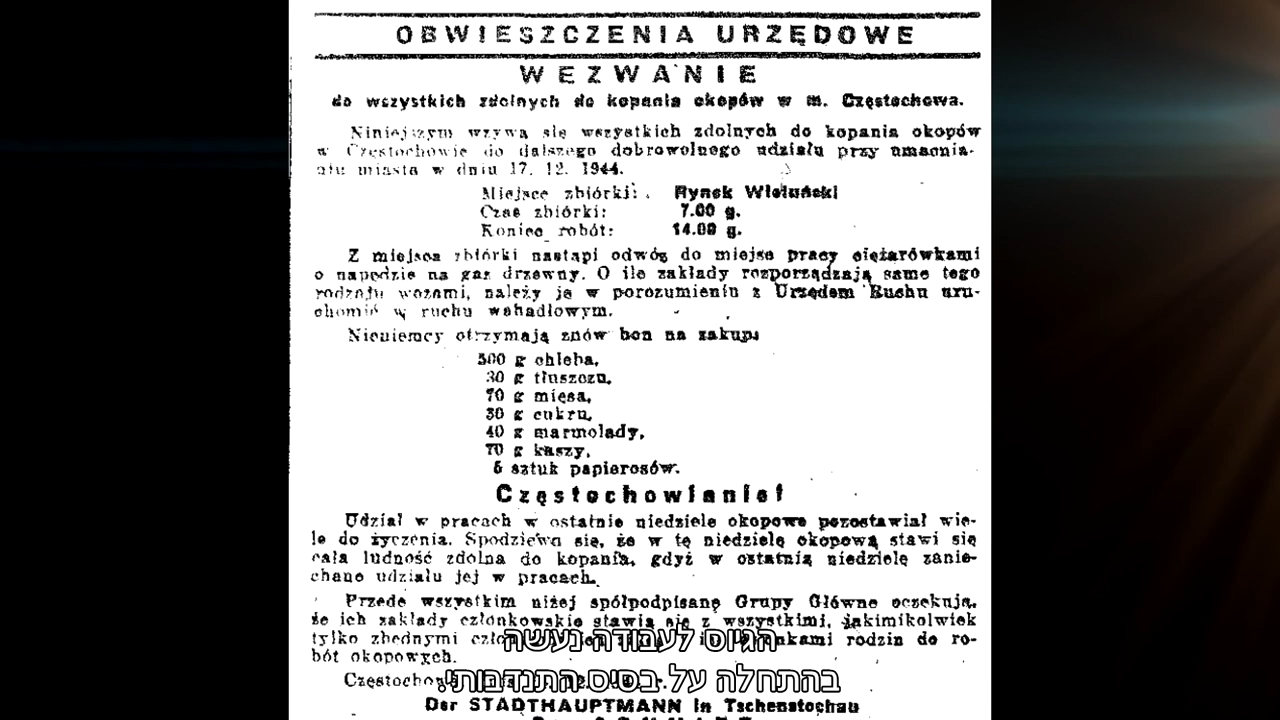 OBWIESZCZENIA URZĘDOWE
WEZWANIE
do wszystkich zdolnych do kopania okopów w m. Częstochowa.
Niniejszym wzywa się wszystkich zdolnych do kopania okopów
w Częstochowie do dalszego dobrowolnego udziału przy umacnia-
niu miasta w dniu 17. 12. 1944.
Miejsce zbiórki: Rynek Wieluński
Czas zbiórki: 7.00 g.
Koniec robót: 14.00 g.
Z miejsca zbiórki nastąpi odwóz do miejsc pracy ciężarówkami
o napędzie na gaz drzewny. O ile zakłady rozporządzają same tego
rodzaju wozami, należy je w porozumieniu z Urzędem Ruchu uru-
chomić w ruchu wahadłowym.
Nieniemcy otrzymają znów bon na zakup:
500 g chleba,
30 g tłuszczu,
70 g mięsa,
30 g cukru,
40 g marmolady,
70 g kaszy,
5 sztuk papierosów.
Częstochowianie!
Udział w pracach w ostatnie niedziele okopowe pozostawiał wie-
le do życzenia. Spodziewa się, że w tę niedzielę okopową stawi się
cała ludność zdolna do kopania, gdyż w ostatnią niedzielę zanie-
chano udziału jej w pracach.
Przede wszystkim niżej spółpodpisane Grupy Główne oczekują,
że ich zakłady członkowskie stawią się z wszystkimi, jakimikolwiek
tylko zbędnymi rodzin do ro-
bót okopowych.
הגיוס לעבודה נעשה
בהתחלה על בסיס התנדבותי.
Der STADTHAUPTMANN in Tschenstochau